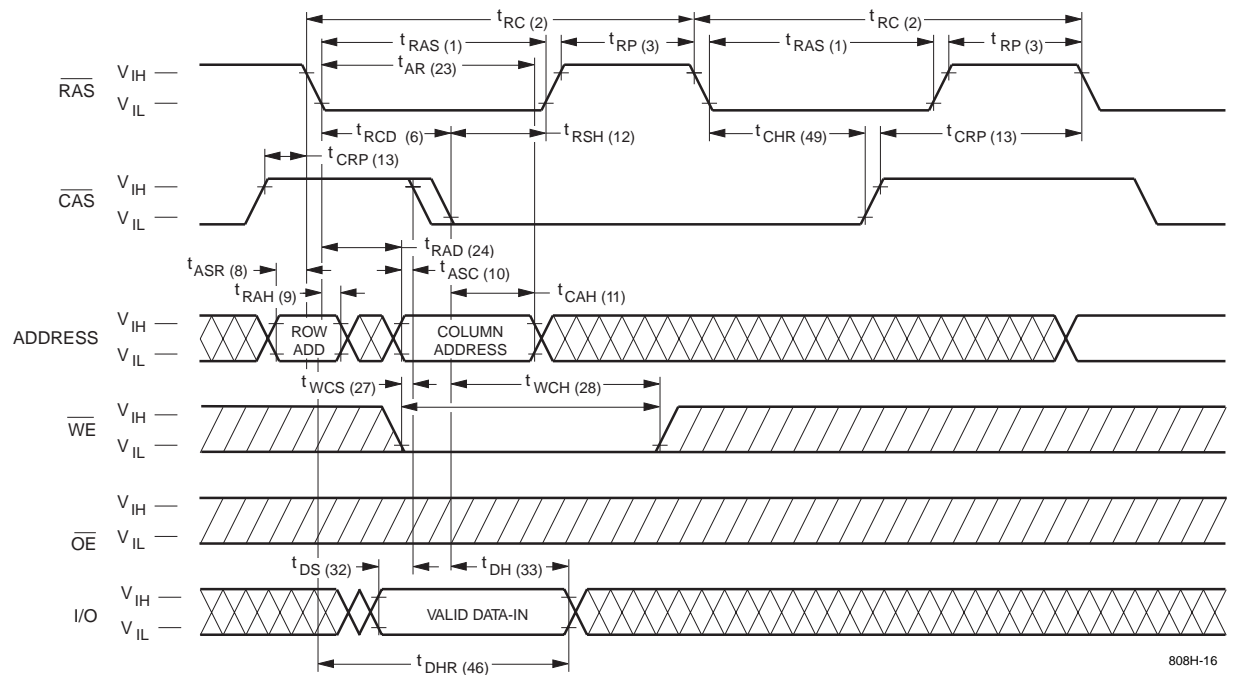 t RC (2) t RC (2)
t RAS (1) t RP (3) t RAS (1) t RP (3)
t AR (23)
RAS V IH
V IL
t RCD (6) t RSH (12) t CHR (49) t CRP (13)
t CRP (13)
CAS V IH
V IL
t RAD (24)
t ASR (8) t ASC (10)
t RAH (9) t CAH (11)
ADDRESS V IH ROW ADD COLUMN ADDRESS
V IL
t WCS (27) t WCH (28)
WE V IH
V IL
OE V IH
V IL
t DS (32) t DH (33)
I/O V IH VALID DATA-IN
V IL
t DHR (46)
808H-16